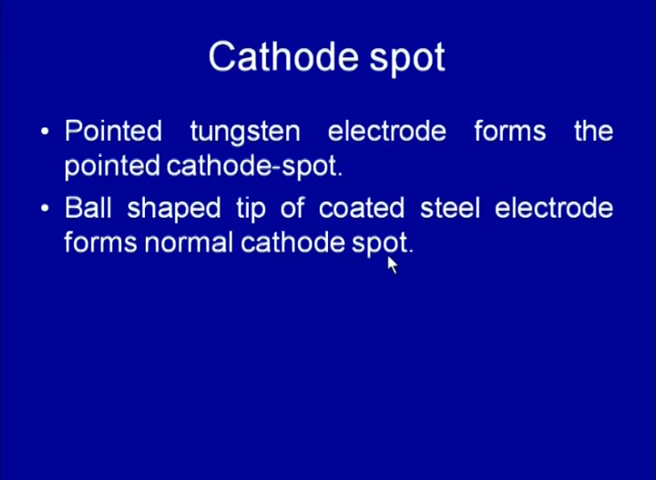 Cathode spot
• Pointed tungsten electrode forms the
pointed cathode-spot.
• Ball shaped tip of coated steel electrode
forms normal cathode spot.